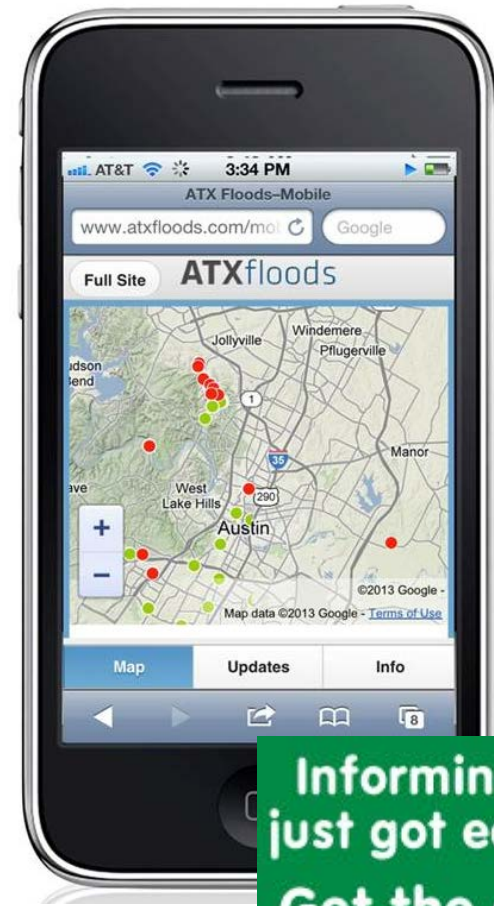 AT&T 3:34 PM
ATX Floods-Mobile
www.atxfloods.com/mo Google
Full Site ATXfloods
Jollyville
Windemere
Pflugerville
Bend
1
Manor
35
West
Lake Hills
290
Austin
+
−
©2013 Google -
Map data ©2013 Google - Terms of Use
Map Updates Info
8
Informin
just got e
Get the